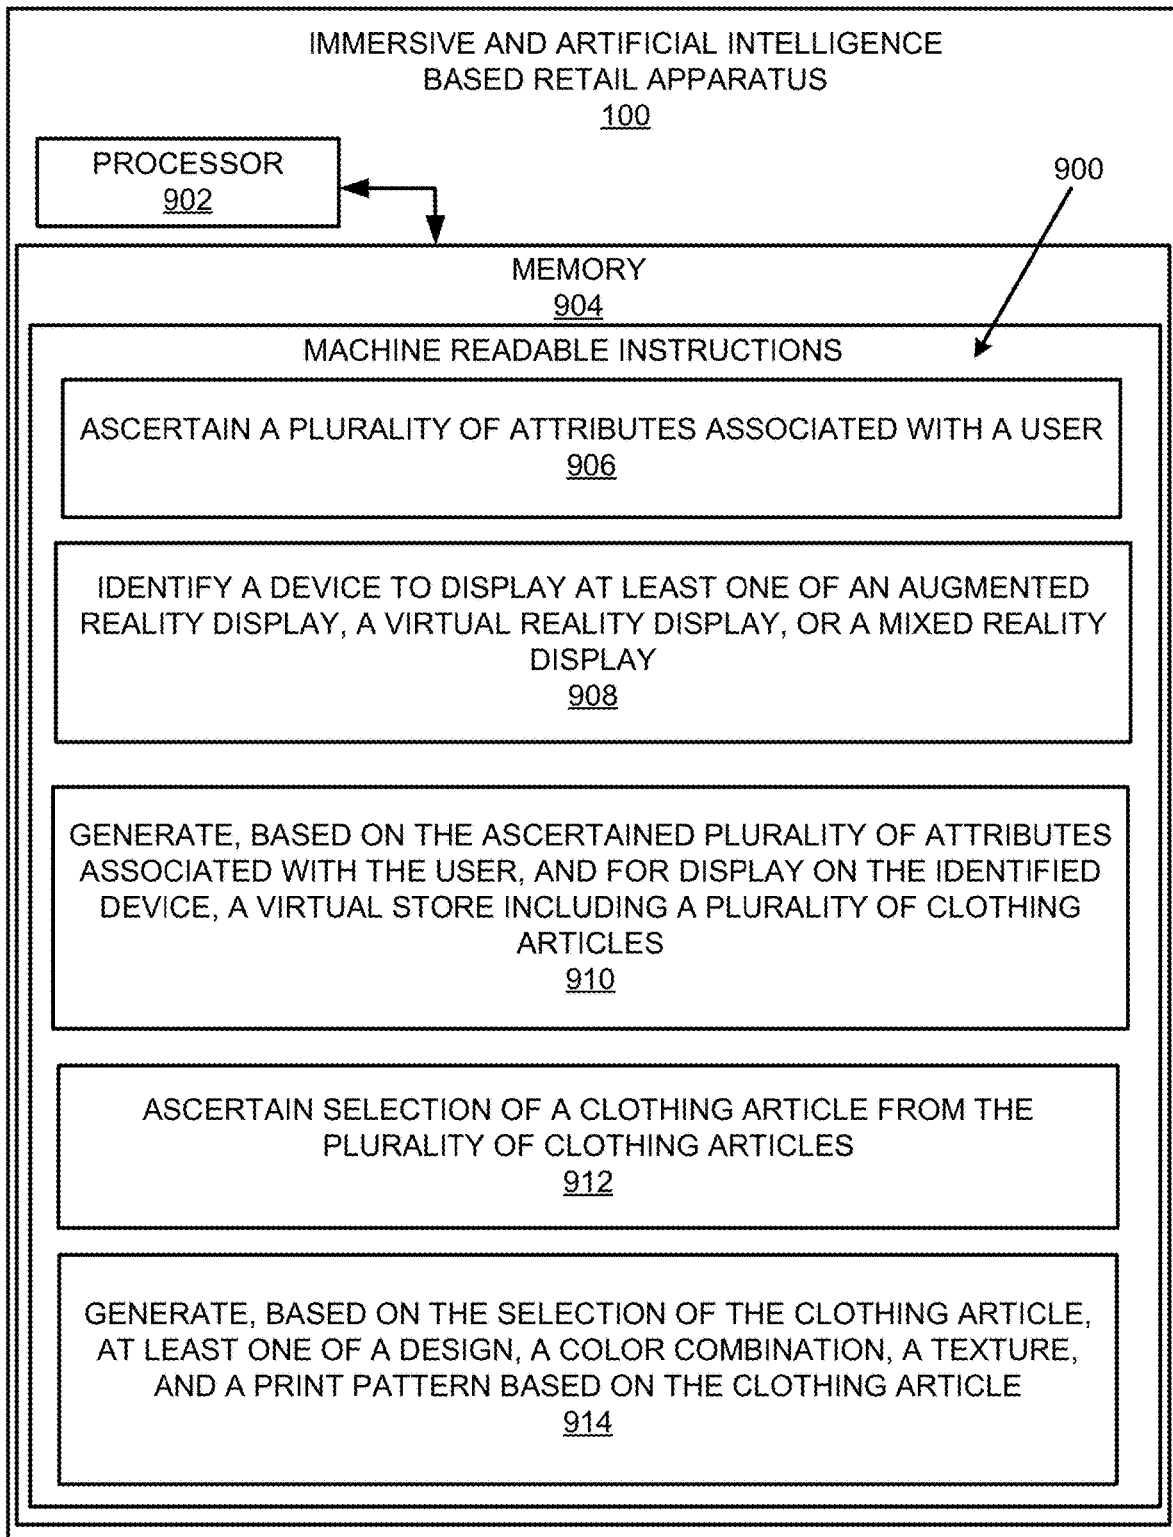 IMMERSIVE AND ARTIFICIAL INTELLIGENCE
BASED RETAIL APPARATUS
100
PROCESSOR
902
900
MEMORY
904
MACHINE READABLE INSTRUCTIONS
ASCERTAIN A PLURALITY OF ATTRIBUTES ASSOCIATED WITH A USER
906
IDENTIFY A DEVICE TO DISPLAY AT LEAST ONE OF AN AUGMENTED
REALITY DISPLAY, A VIRTUAL REALITY DISPLAY, OR A MIXED REALITY
DISPLAY
908
GENERATE, BASED ON THE ASCERTAINED PLURALITY OF ATTRIBUTES
ASSOCIATED WITH THE USER, AND FOR DISPLAY ON THE IDENTIFIED
DEVICE, A VIRTUAL STORE INCLUDING A PLURALITY OF CLOTHING
ARTICLES
910
ASCERTAIN SELECTION OF A CLOTHING ARTICLE FROM THE
PLURALITY OF CLOTHING ARTICLES
912
GENERATE, BASED ON THE SELECTION OF THE CLOTHING ARTICLE,
AT LEAST ONE OF A DESIGN, A COLOR COMBINATION, A TEXTURE,
AND A PRINT PATTERN BASED ON THE CLOTHING ARTICLE
914